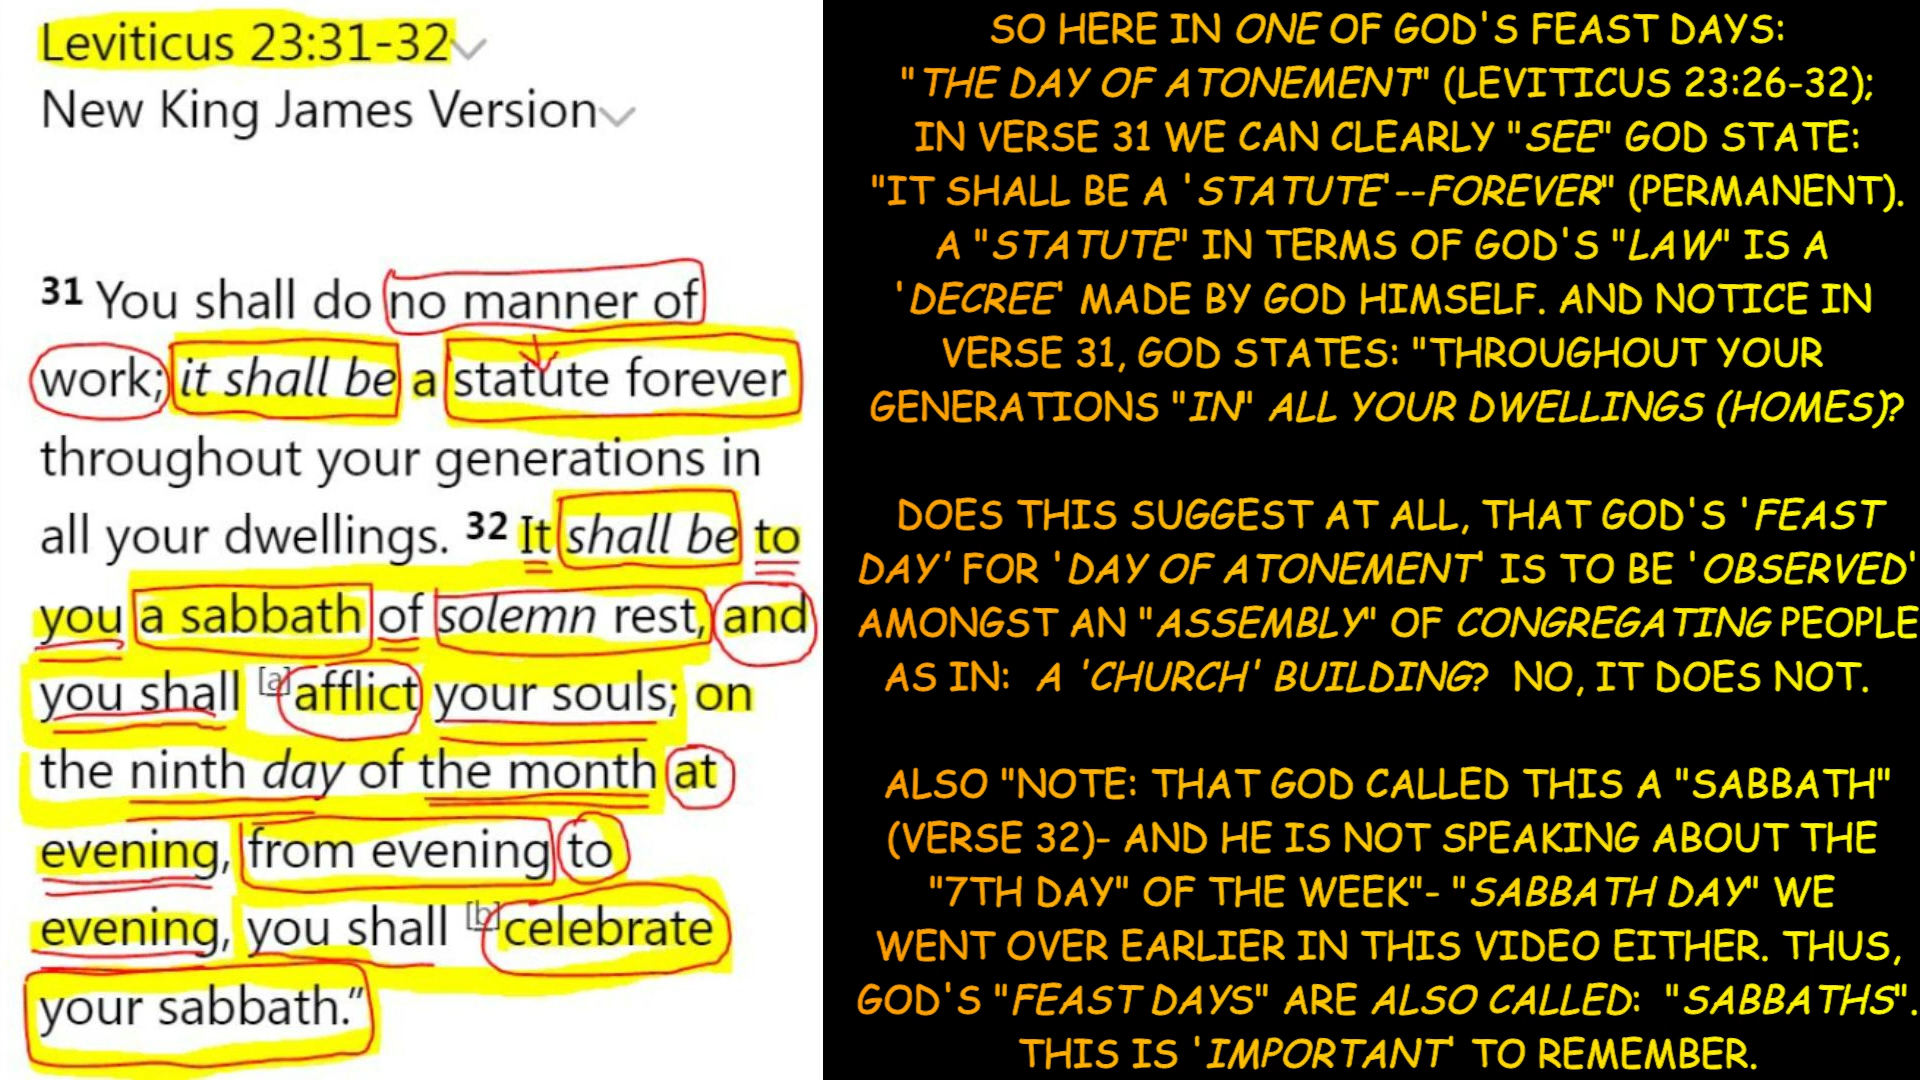 Leviticus 23:31-32
New King James Version
31 You shall do no manner of
work; it shall be a statute forever
throughout your generations in
all your dwellings. 32 It shall be to
you a sabbath of solemn rest, and
you shall [a]afflict your souls; on
the ninth day of the month at
evening, from evening to
evening, you shall [b]celebrate
your sabbath.”
SO HERE IN ONE OF GOD'S FEAST DAYS:
"THE DAY OF ATONEMENT" (LEVITICUS 23:26-32);
IN VERSE 31 WE CAN CLEARLY "SEE" GOD STATE:
"IT SHALL BE A 'STATUTE'--FOREVER" (PERMANENT).
A "STATUTE" IN TERMS OF GOD'S "LAW" IS A
'DECREE' MADE BY GOD HIMSELF. AND NOTICE IN
VERSE 31, GOD STATES: "THROUGHOUT YOUR
GENERATIONS "IN" ALL YOUR DWELLINGS (HOMES)?
DOES THIS SUGGEST AT ALL, THAT GOD'S 'FEAST
DAY' FOR 'DAY OF ATONEMENT' IS TO BE 'OBSERVED'
AMONGST AN "ASSEMBLY" OF CONGREGATING PEOPLE
AS IN: A 'CHURCH' BUILDING? NO, IT DOES NOT.
ALSO "NOTE: THAT GOD CALLED THIS A "SABBATH"
(VERSE 32)- AND HE IS NOT SPEAKING ABOUT THE
"7TH DAY" OF THE WEEK"- "SABBATH DAY" WE
WENT OVER EARLIER IN THIS VIDEO EITHER. THUS,
GOD'S "FEAST DAYS" ARE ALSO CALLED: "SABBATHS".
THIS IS 'IMPORTANT' TO REMEMBER.